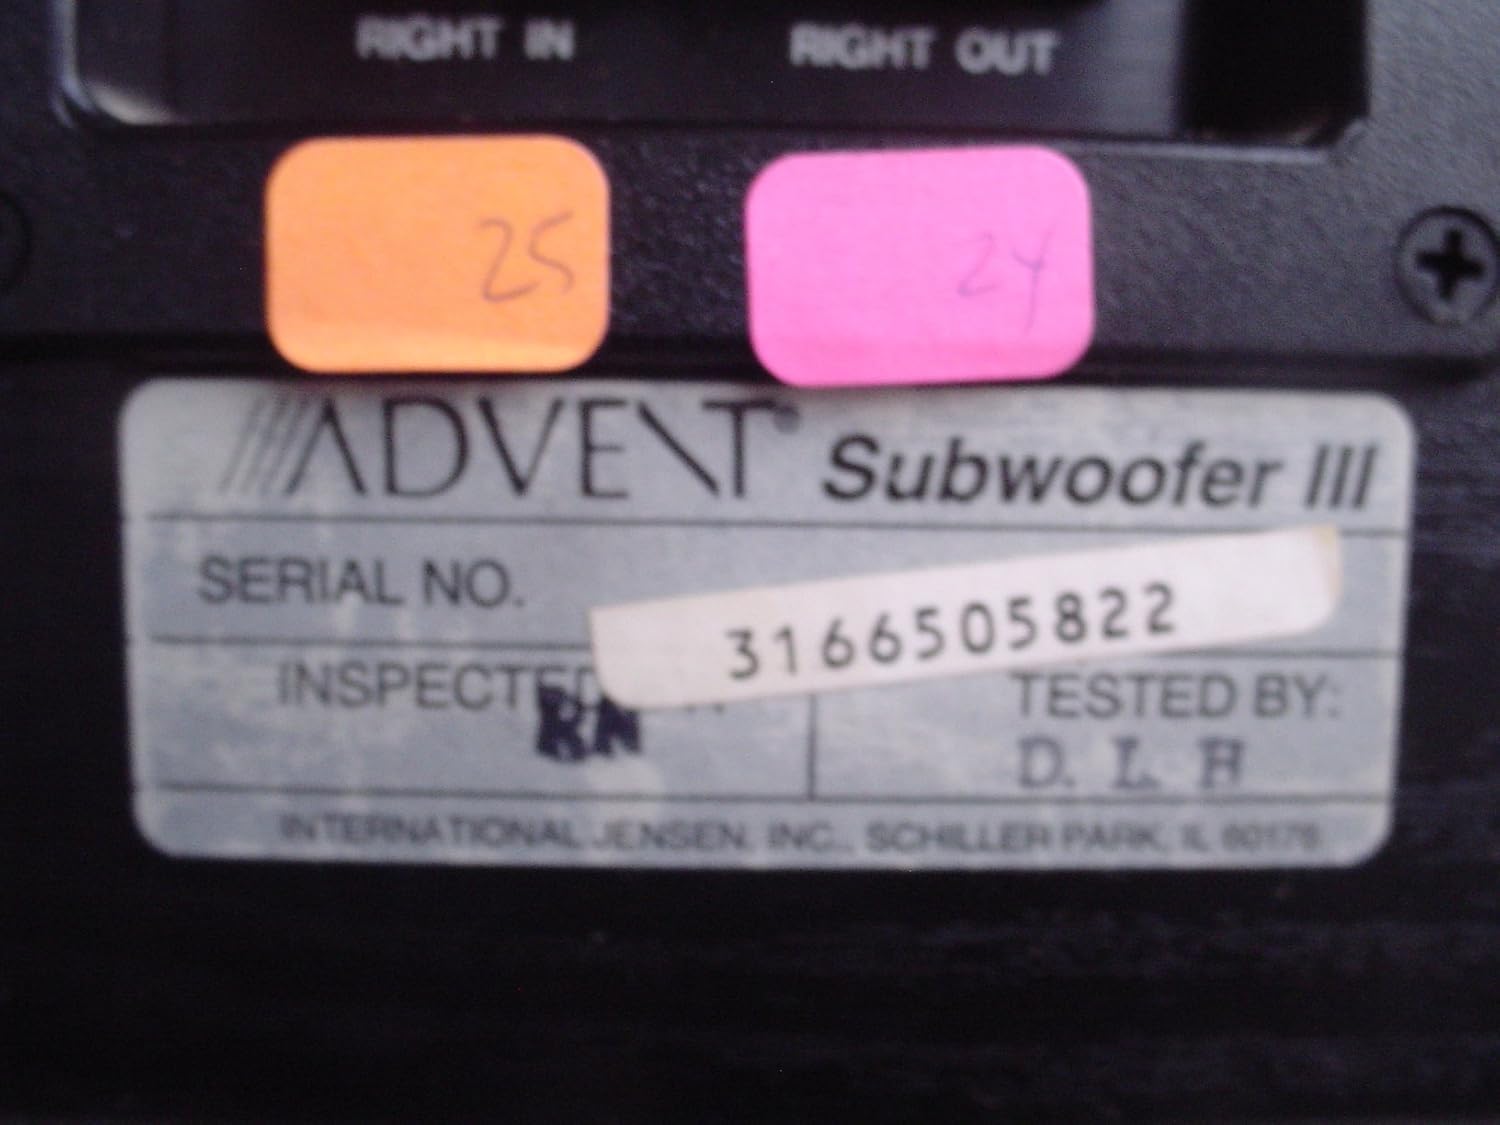 RIGHT IN RIGHT OUT
25 24
ADVENT® Subwoofer III
SERIAL NO. 3166505822
TESTED BY:
RN D. L. H
INTERNATIONAL JENSEN. INC., SCHILLER PARK, IL 60176